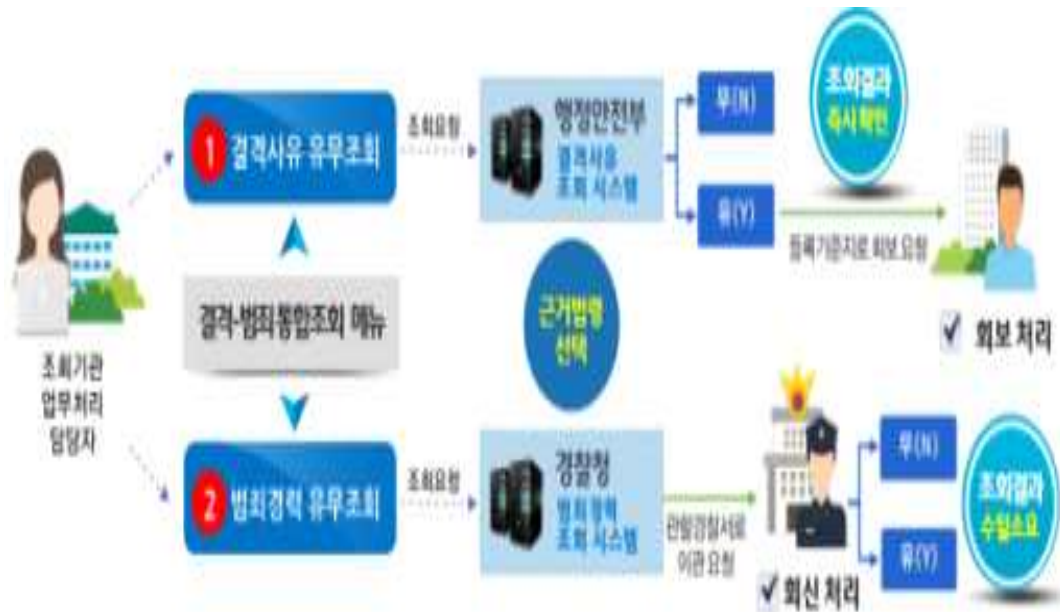 조회기관
업무처리
담당자
1 결격사유 유무조회
결격-범죄통합조회 메뉴
2 범죄경력 유무조회
조회요청
행정안전부
결격사유
조회 시스템
무(N)
유(Y)
조회결과
즉시 확인
등록기준지로 회보 요청
회보 처리
근거법령
선택
조회요청
경찰청
범죄경력
조회 시스템
관할경찰서로
이관 요청
회신 처리
무(N)
유(Y)
조회결과
수일소요